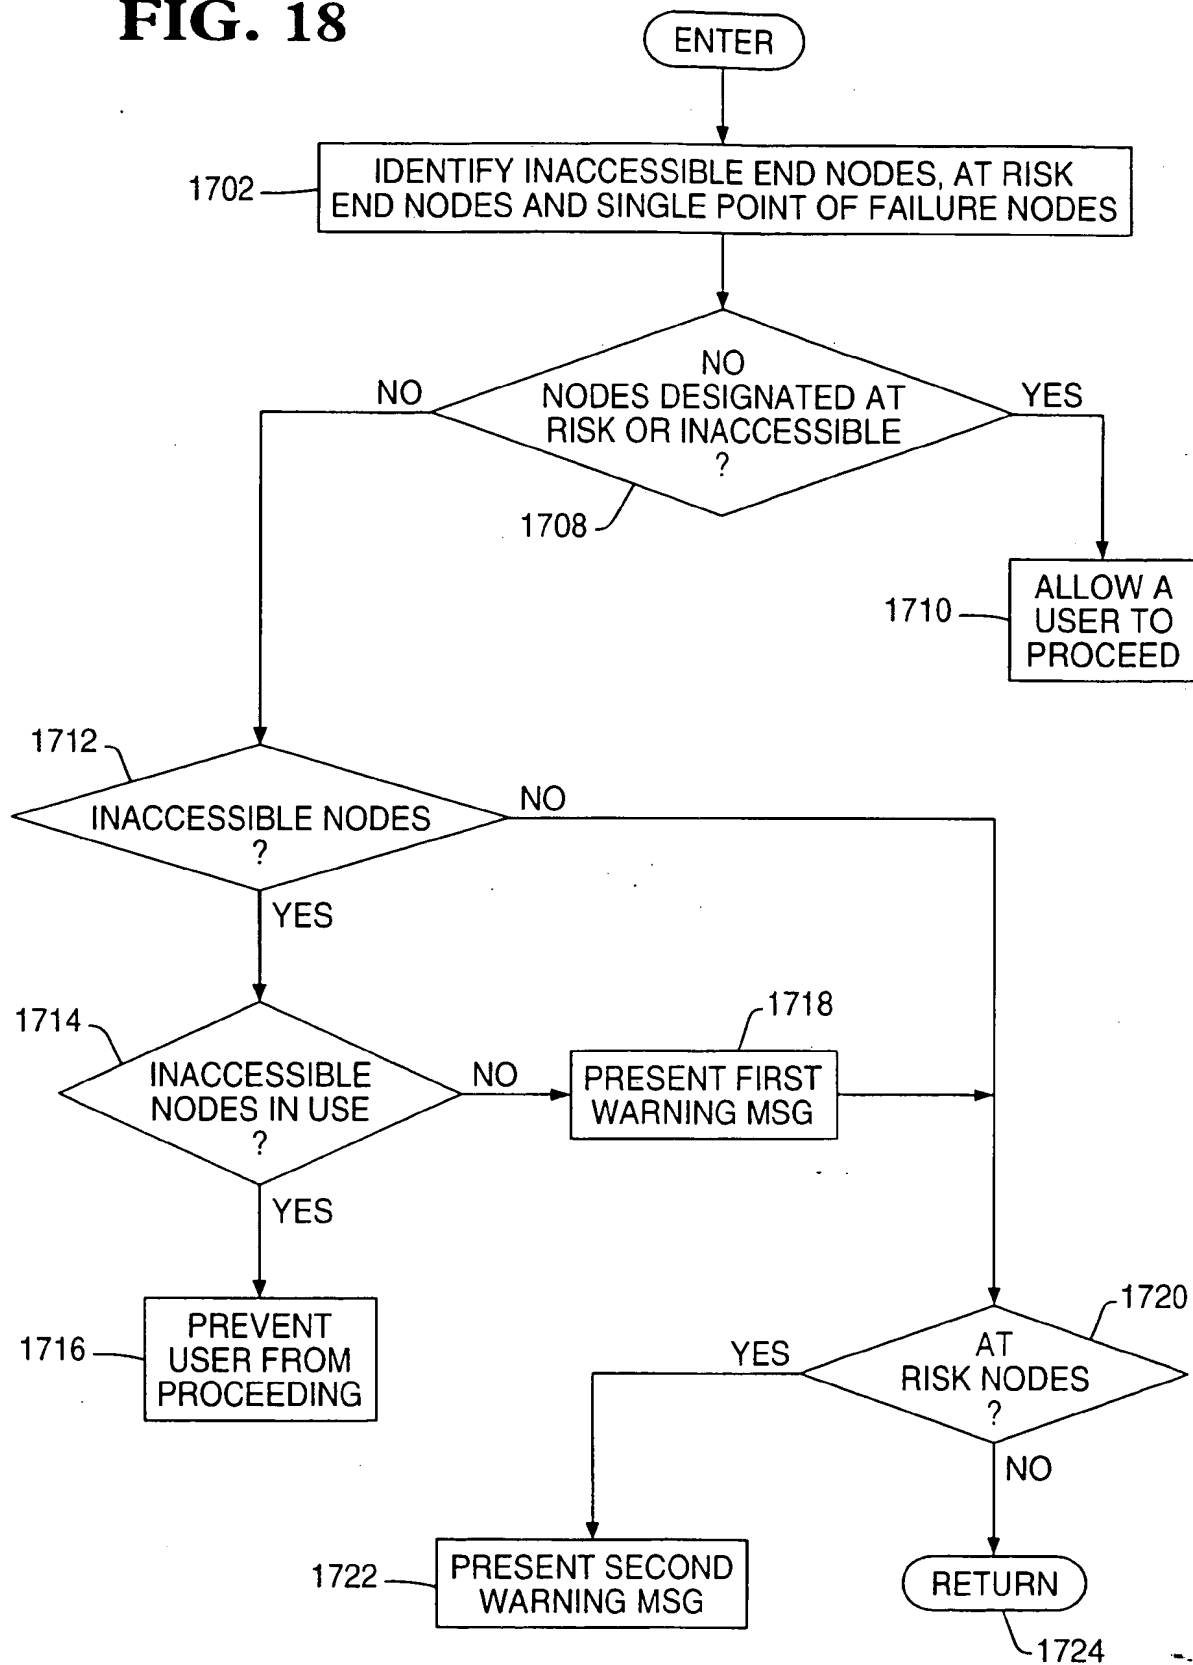 FIG. 18
ENTER
1702
IDENTIFY INACCESSIBLE END NODES, AT RISK
END NODES AND SINGLE POINT OF FAILURE NODES
NO
NODES DESIGNATED AT
RISK OR INACCESSIBLE
?
NO
YES
1708
1710
ALLOW A
USER TO
PROCEED
1712
INACCESSIBLE NODES
?
NO
YES
1714
INACCESSIBLE
NODES IN USE
?
NO
1718
PRESENT FIRST
WARNING MSG
YES
1716
PREVENT
USER FROM
PROCEEDING
1720
AT
RISK NODES
?
YES
NO
1722
PRESENT SECOND
WARNING MSG
RETURN
1724